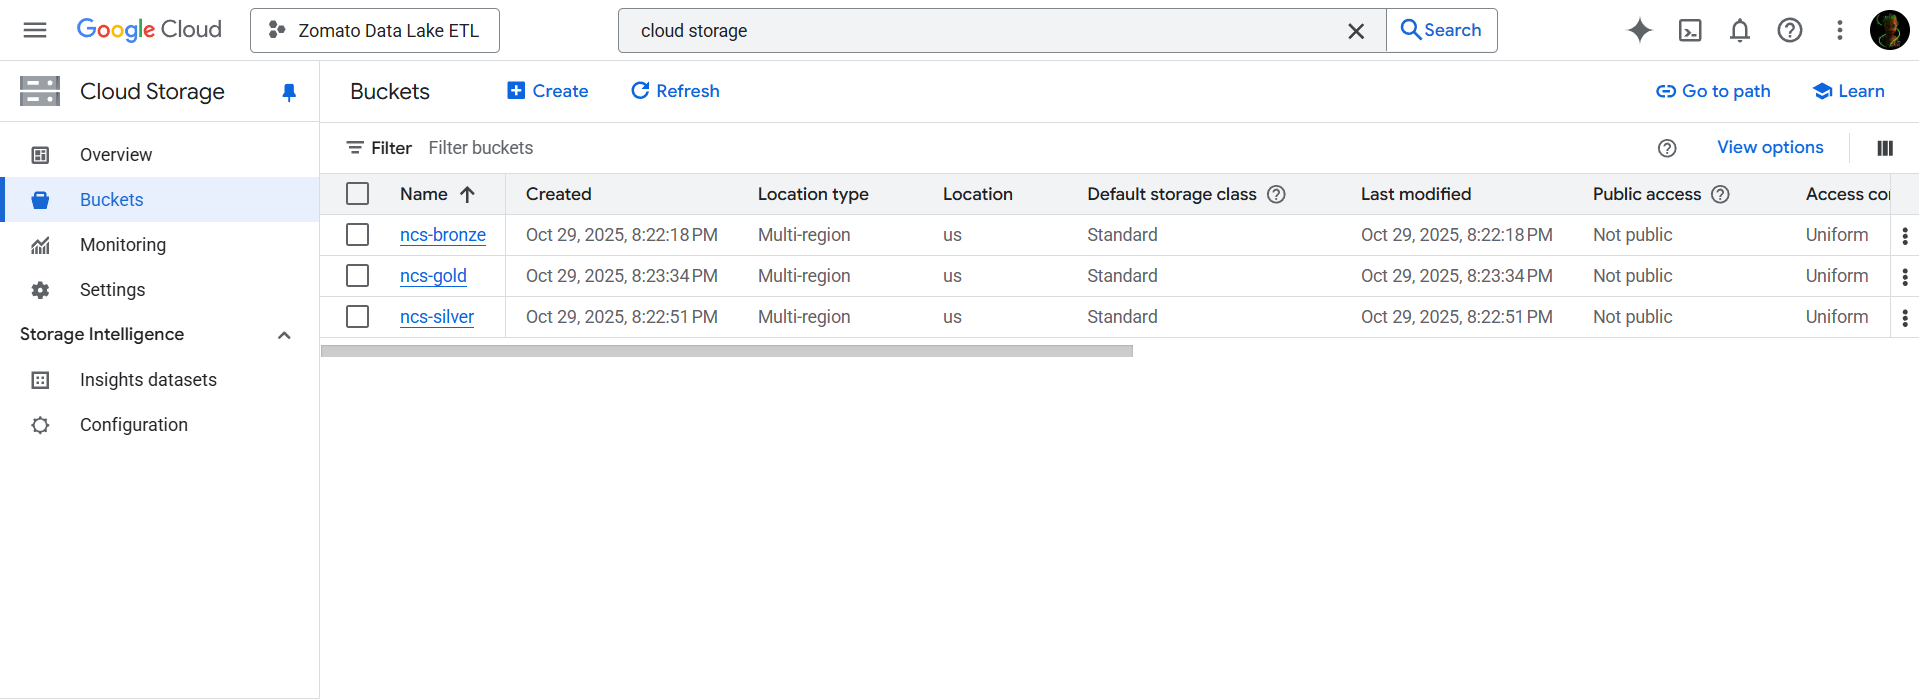 Google Cloud
Zomato Data Lake ETL
cloud storage
Search
Cloud Storage
Overview
Buckets
Monitoring
Settings
Storage Intelligence
Insights datasets
Configuration
Buckets Create Refresh Go to path Learn
Filter Filter buckets View options
Name Created Location type Location Default storage class Last modified Public access Access co
ncs-bronze Oct 29, 2025, 8:22:18 PM Multi-region us Standard Oct 29, 2025, 8:22:18 PM Not public Uniform
ncs-gold Oct 29, 2025, 8:23:34 PM Multi-region us Standard Oct 29, 2025, 8:23:34 PM Not public Uniform
ncs-silver Oct 29, 2025, 8:22:51 PM Multi-region us Standard Oct 29, 2025, 8:22:51 PM Not public Uniform